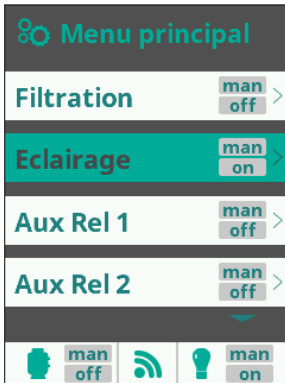 Menu principal
Filtration
man
off
Eclairage
man
on
Aux Rel 1
man
off
Aux Rel 2
man
off
man
off
man
on